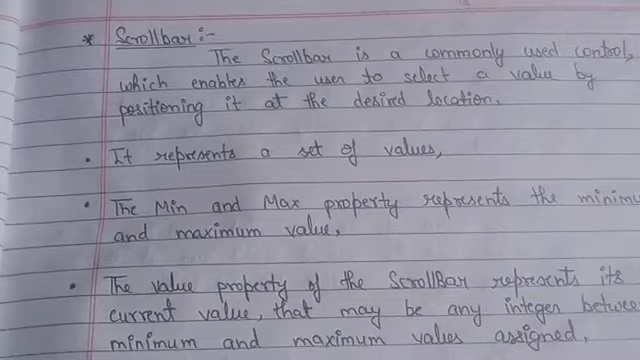 * Scrollbar :-
The Scrollbar is a commonly used control,
which enables the user to select a value by
positioning it at the desired location.
• It represents a set of values,
• The Min and Max property represents the minimu
and maximum value.
• The value property of the ScrollBar represents its
current value, that may be any integer betwee
minimum and maximum values assigned.